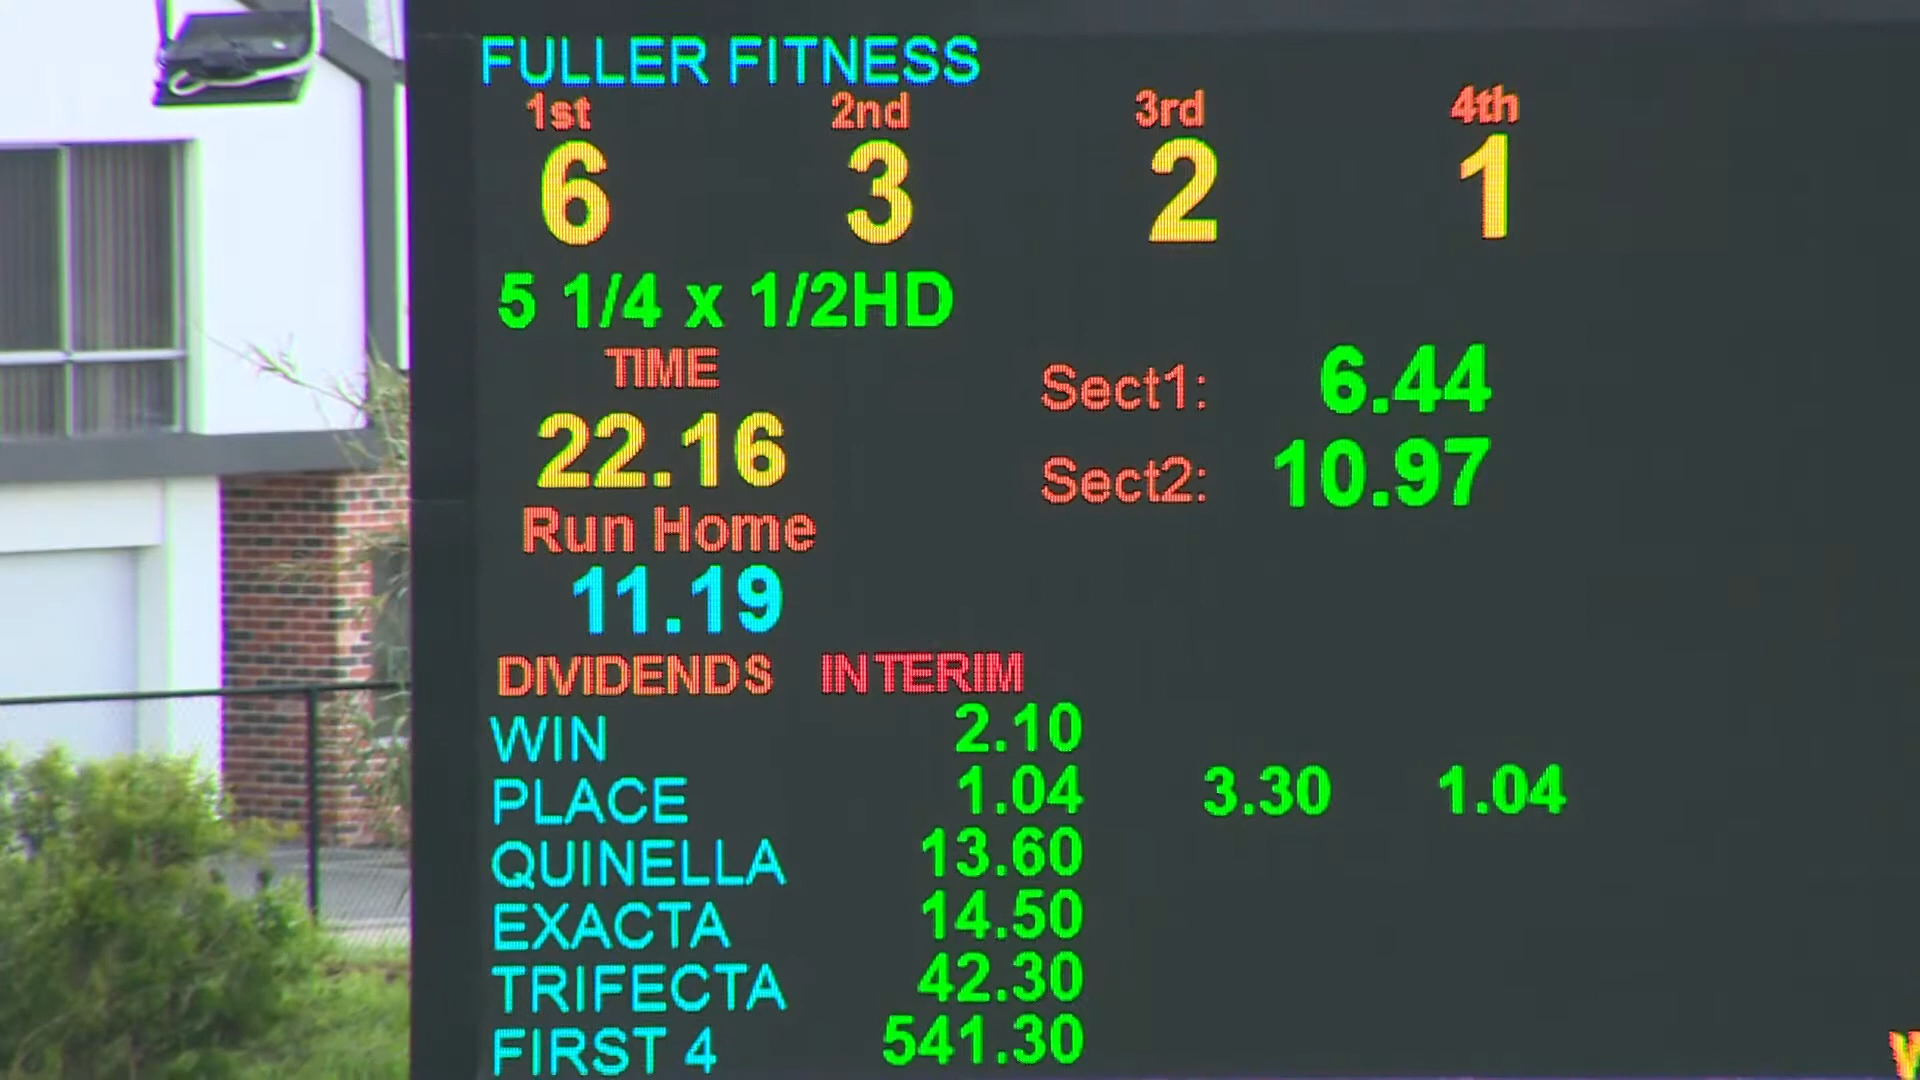 FULLER FITNESS
1st 2nd 3rd 4th
6 3 2 1
5 1/4 x 1/2HD
TIME
22.16
Sect1: 6.44
Sect2: 10.97
Run Home
11.19
DIVIDENDS INTERIM
WIN 2.10
PLACE 1.04 3.30 1.04
QUINELLA 13.60
EXACTA 14.50
TRIFECTA 42.30
FIRST 4 541.30